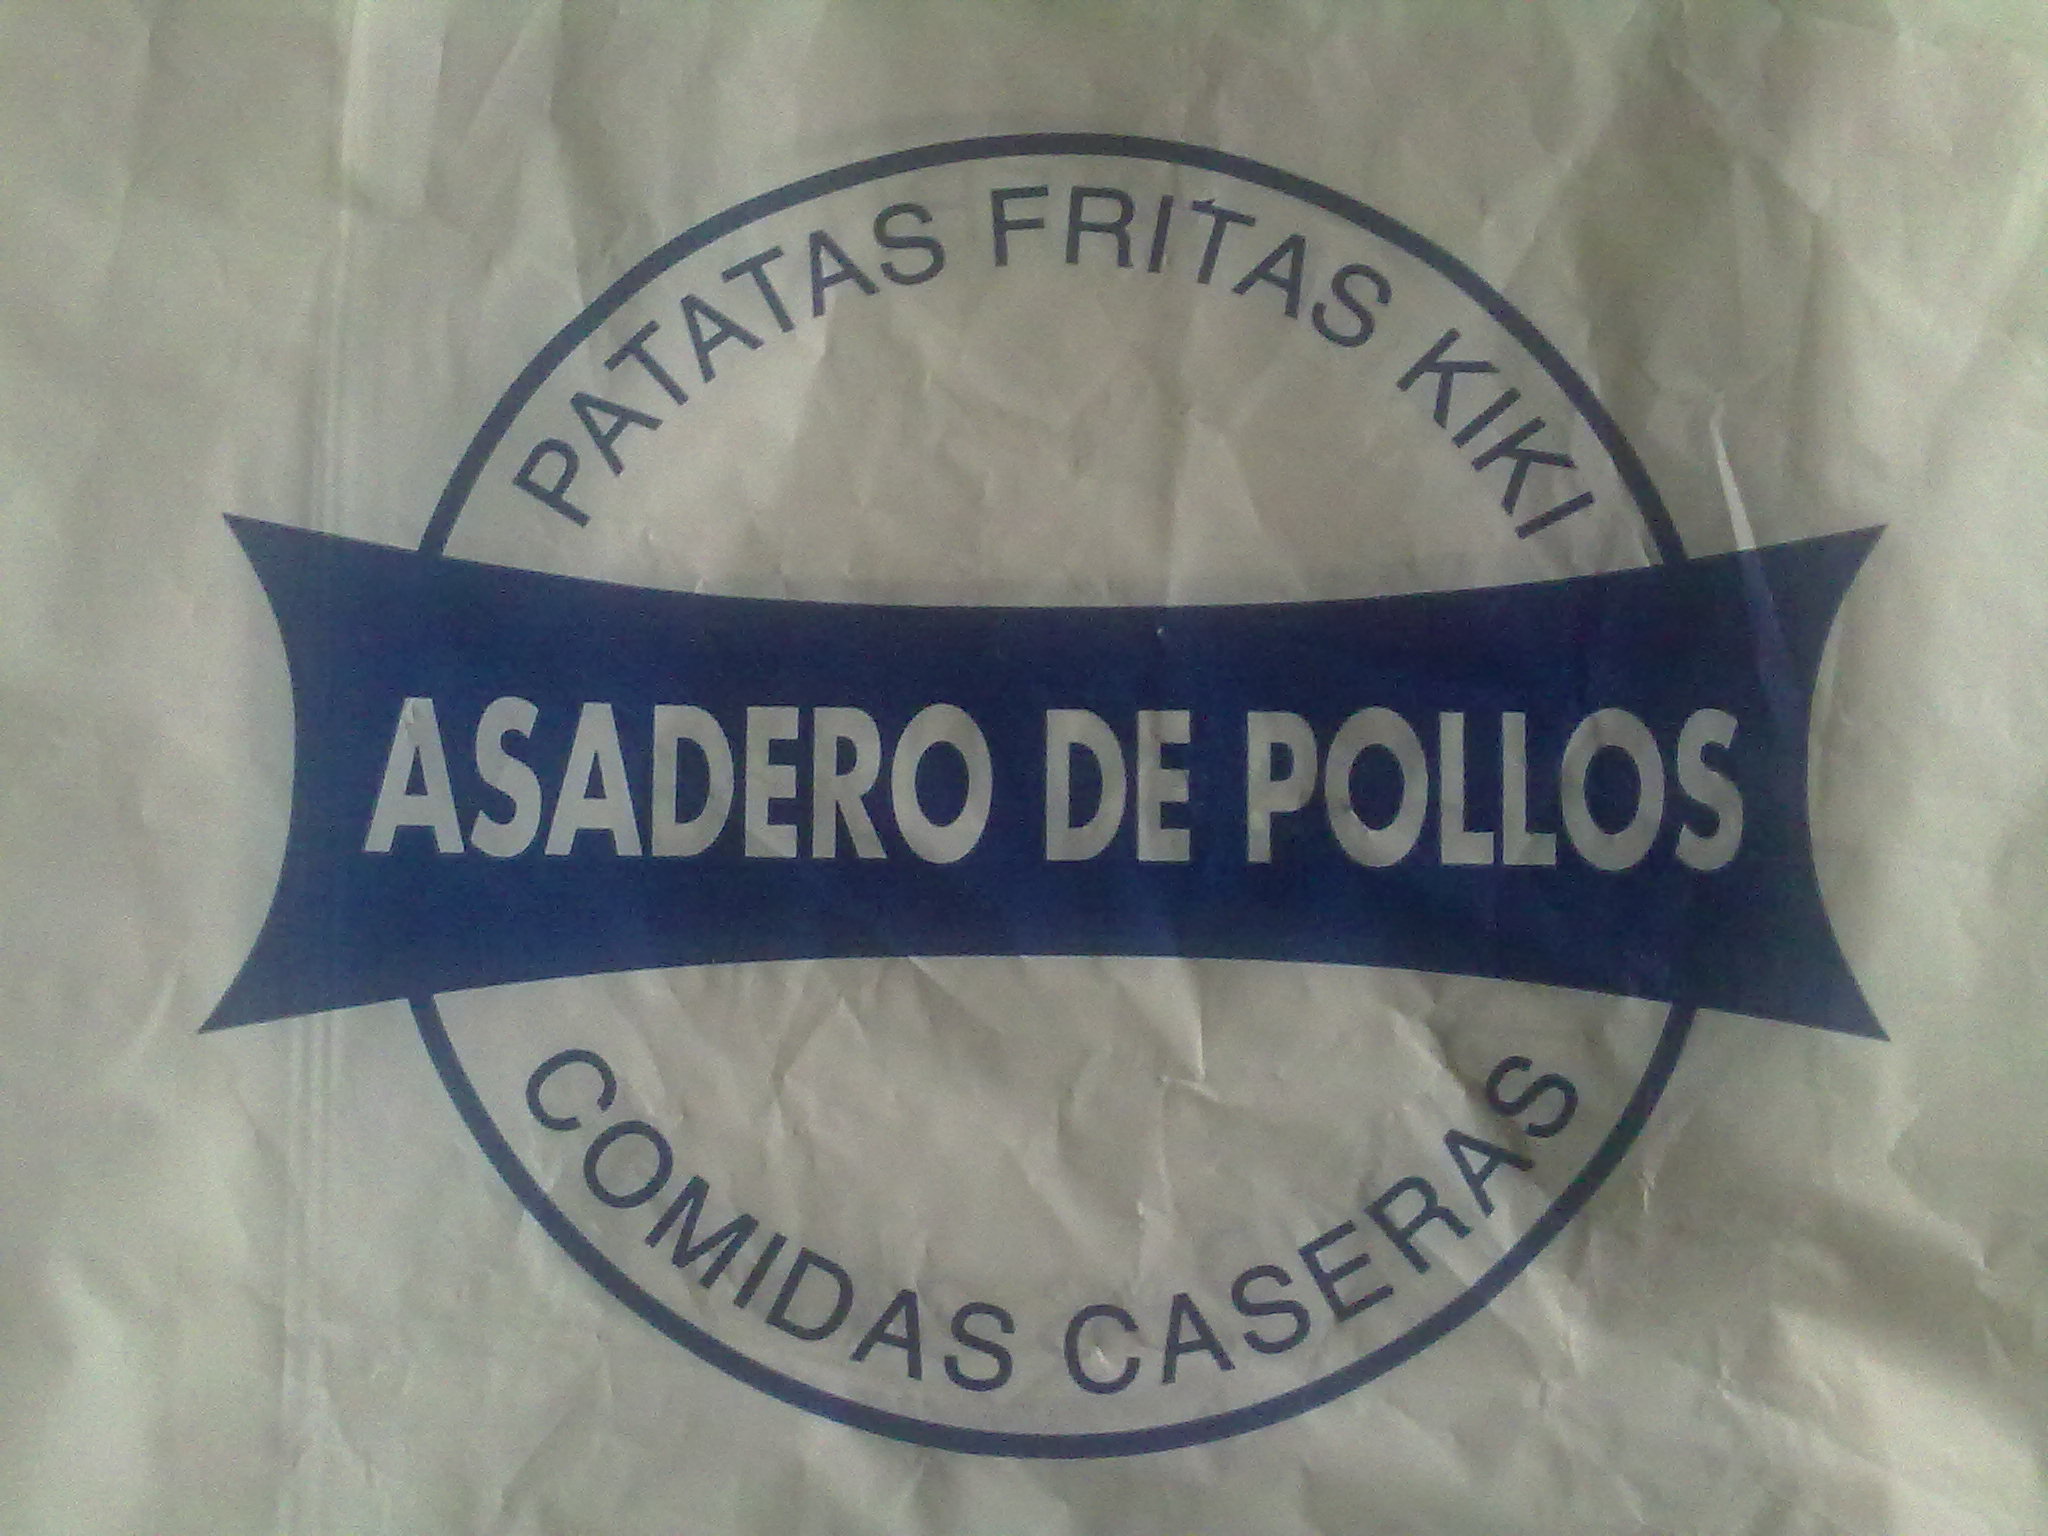 PATATAS FRITAS KIKI
ASADERO DE POLLOS
COMIDAS CASERAS